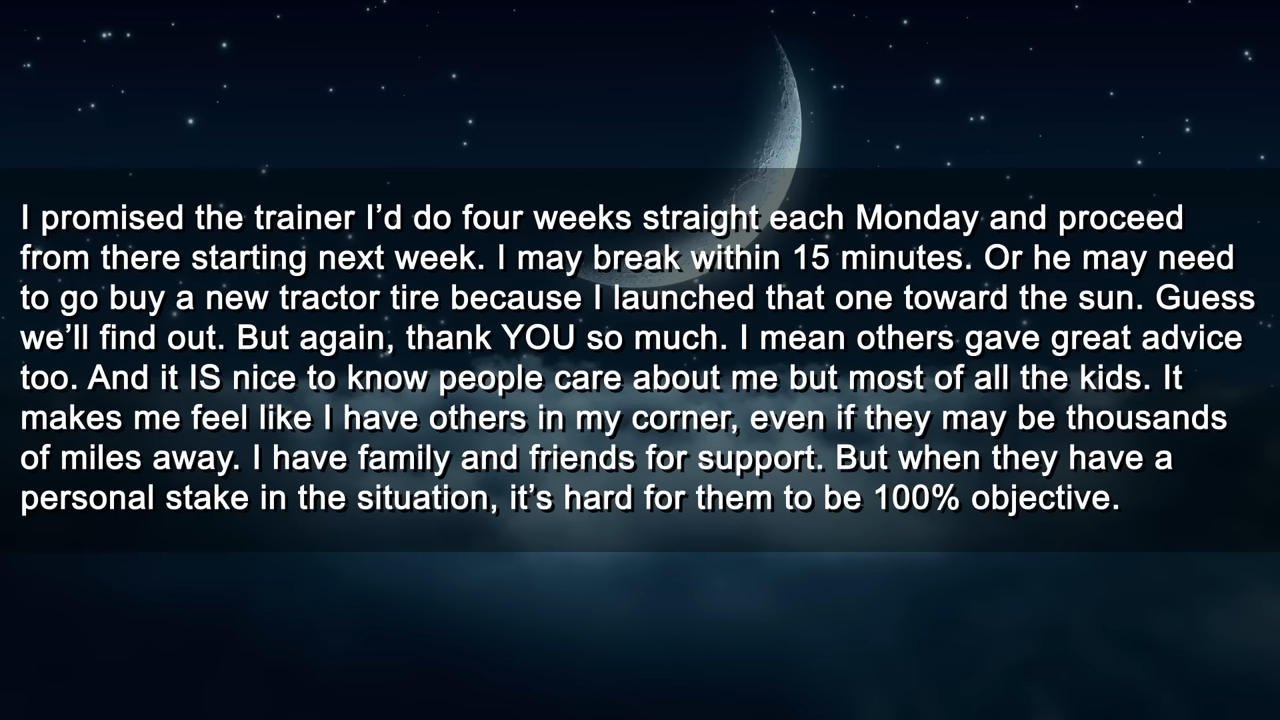 I promised the trainer I’d do four weeks straight each Monday and proceed
from there starting next week. I may break within 15 minutes. Or he may need
to go buy a new tractor tire because I launched that one toward the sun. Guess
we’ll find out. But again, thank YOU so much. I mean others gave great advice
too. And it IS nice to know people care about me but most of all the kids. It
makes me feel like I have others in my corner, even if they may be thousands
of miles away. I have family and friends for support. But when they have a
personal stake in the situation, it’s hard for them to be 100% objective.